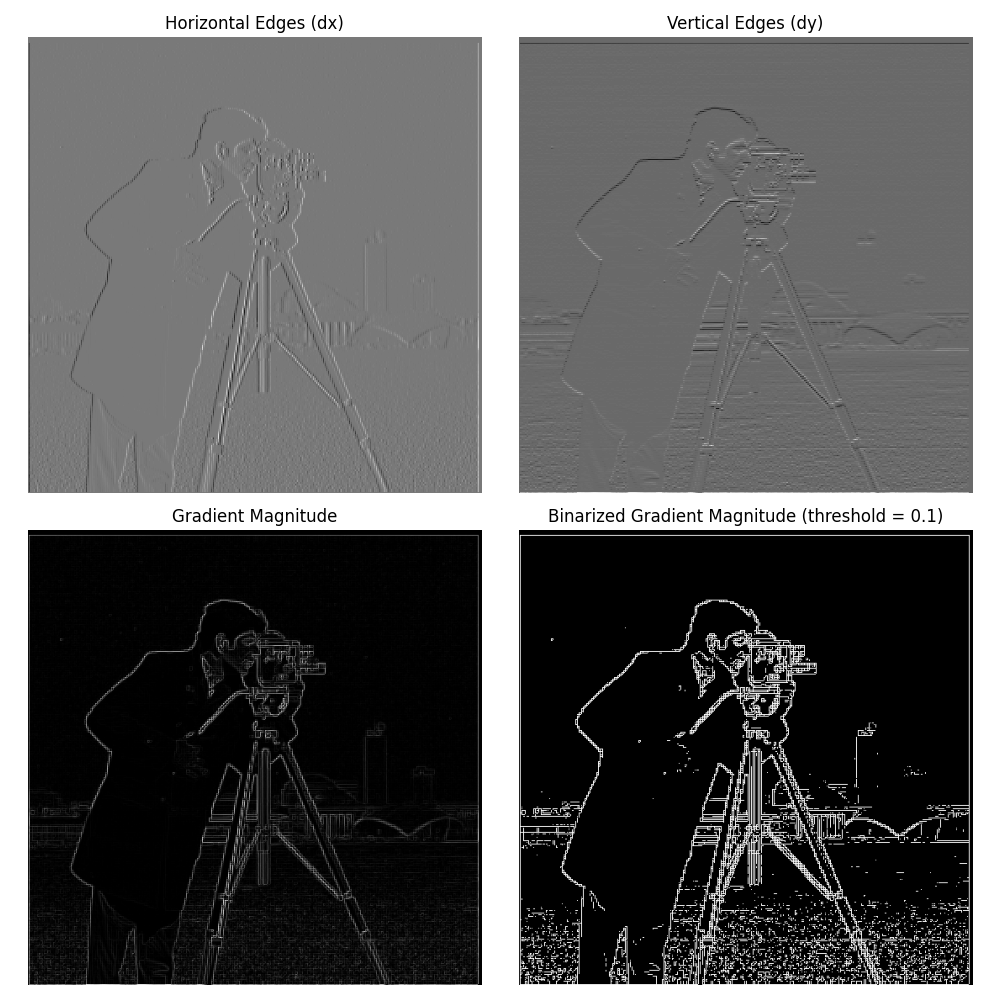 Horizontal Edges (dx)
Vertical Edges (dy)
Gradient Magnitude
Binarized Gradient Magnitude (threshold = 0.1)